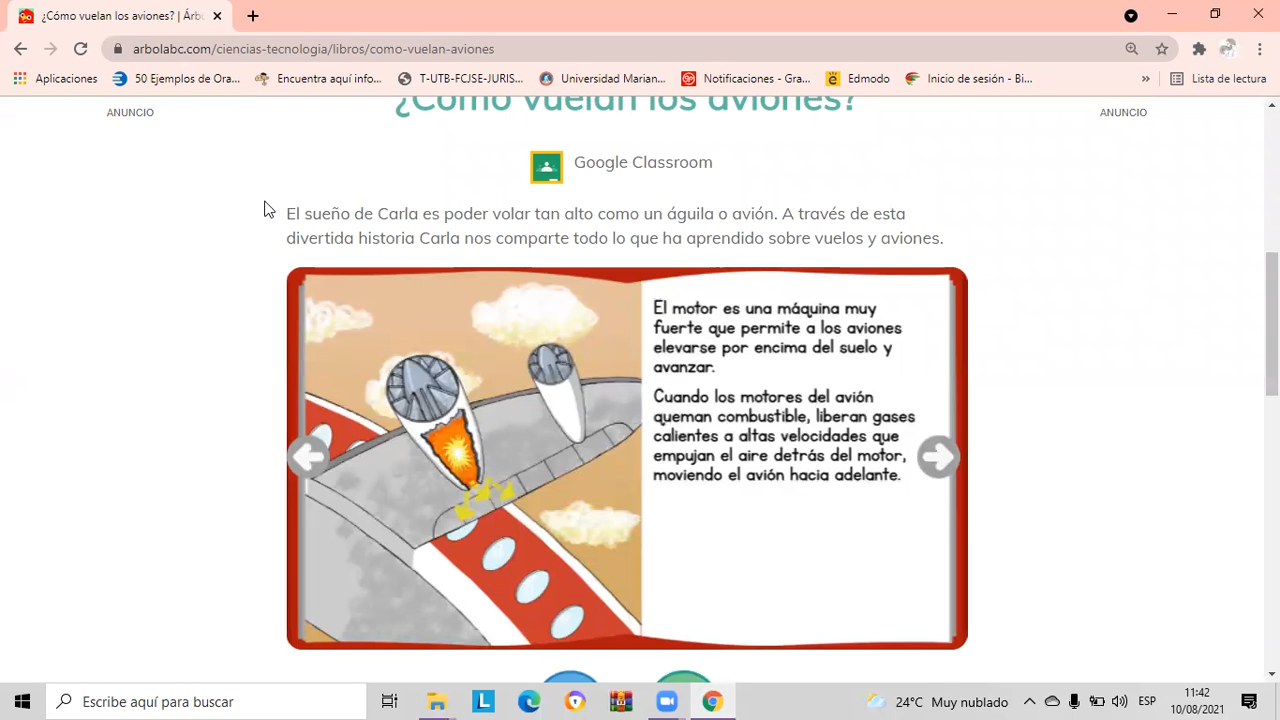 ¿Cómo vuelan los aviones? | Árbo
arbolabc.com/ciencias-tecnologia/libros/como-vuelan-aviones
Aplicaciones
50 Ejemplos de Ora...
Encuentra aquí info...
T-UTB-FCJSE-JURIS...
Universidad Marian...
Notificaciones - Gra...
Edmodo
Inicio de sesión - Bi...
»
Lista de lectura
¿Cómo vuelan los aviones?
ANUNCIO
ANUNCIO
Google Classroom
El sueño de Carla es poder volar tan alto como un águila o avión. A través de esta
divertida historia Carla nos comparte todo lo que ha aprendido sobre vuelos y aviones.
El motor es una máquina muy
fuerte que permite a los aviones
elevarse por encima del suelo y
avanzar.
Cuando los motores del avión
queman combustible, liberan gases
calientes a altas velocidades que
empujan el aire detrás del motor,
moviendo el avión hacia adelante.
Escribe aquí para buscar
24°C Muy nublado
ESP
11:42
10/08/2021